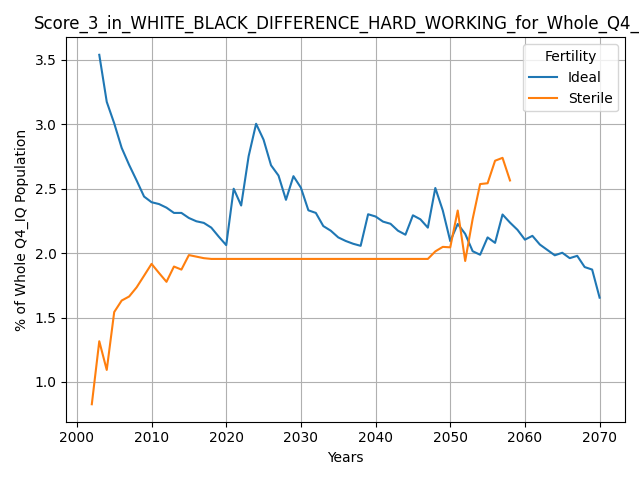 Score_3_in_WHITE_BLACK_DIFFERENCE_HARD_WORKING_for_Whole_Q4_
Fertility
Ideal
Sterile
% of Whole Q4_IQ Population
3.5
3.0
2.5
2.0
1.5
1.0
2000 2010 2020 2030 2040 2050 2060 2070
Years